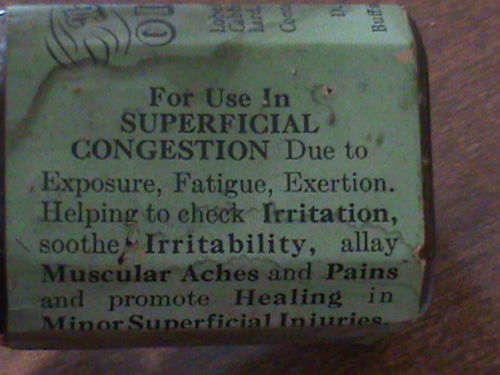 For Use In
SUPERFICIAL
CONGESTION Due to
Exposure, Fatigue, Exertion.
Helping to check Irritation,
soothe Irritability, allay
Muscular Aches and Pains
and promote Healing in
Minor Superficial Injuries.